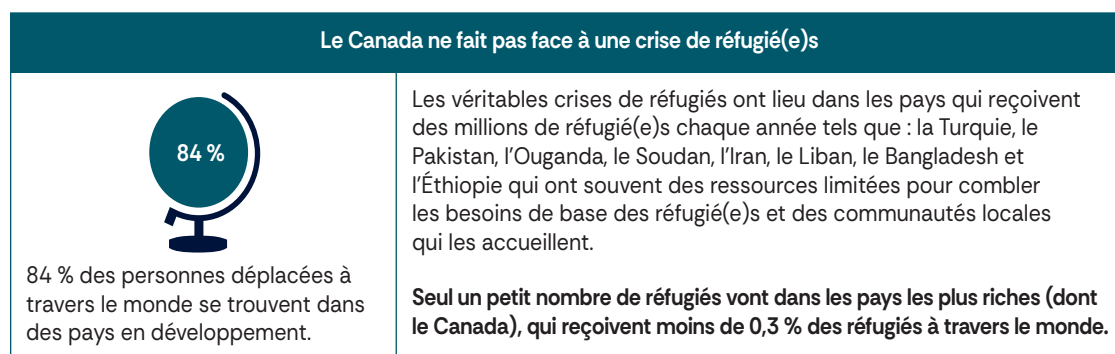 Le Canada ne fait pas face à une crise de réfugié(e)s
84 %
84 % des personnes déplacées à
travers le monde se trouvent dans
des pays en développement.
Les véritables crises de réfugiés ont lieu dans les pays qui reçoivent
des millions de réfugié(e)s chaque année tels que : la Turquie, le
Pakistan, l’Ouganda, le Soudan, l’Iran, le Liban, le Bangladesh et
l’Éthiopie qui ont souvent des ressources limitées pour combler
les besoins de base des réfugié(e)s et des communautés locales
qui les accueillent.
Seul un petit nombre de réfugiés vont dans les pays les plus riches (dont
le Canada), qui reçoivent moins de 0,3 % des réfugiés à travers le monde.